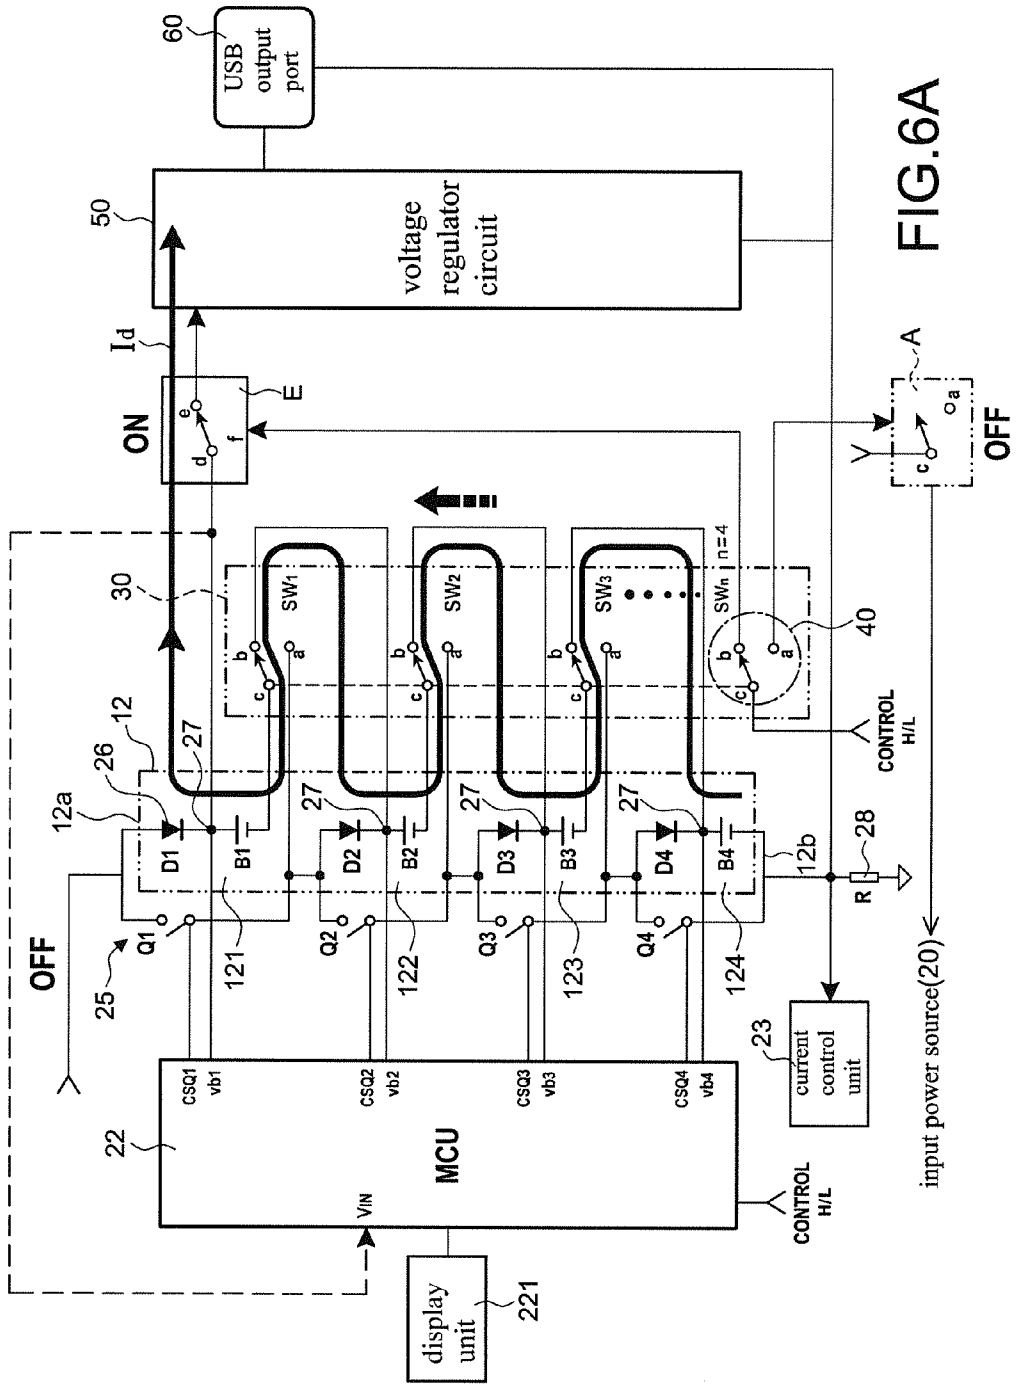 60
USB
output
port
50
voltage
regulator
circuit
Id
ON
E
e
d
f
FIG.6A
A
a
c
OFF
30
SW1
b
a
c
SW2
b
a
c
SW3
b
a
c
n=4
SWn
b
a
c
40
CONTROL
H/L
12
12a
26
27
D1
B1
27
D2
B2
27
D3
B3
27
D4
B4
12b
28
R
OFF
25
Q1
121
Q2
122
Q3
123
Q4
124
22
MCU
CSQ1
vb1
CSQ2
vb2
CSQ3
vb3
CSQ4
vb4
VIN
CONTROL
H/L
23
current
control
unit
input power source(20)
display
unit
221